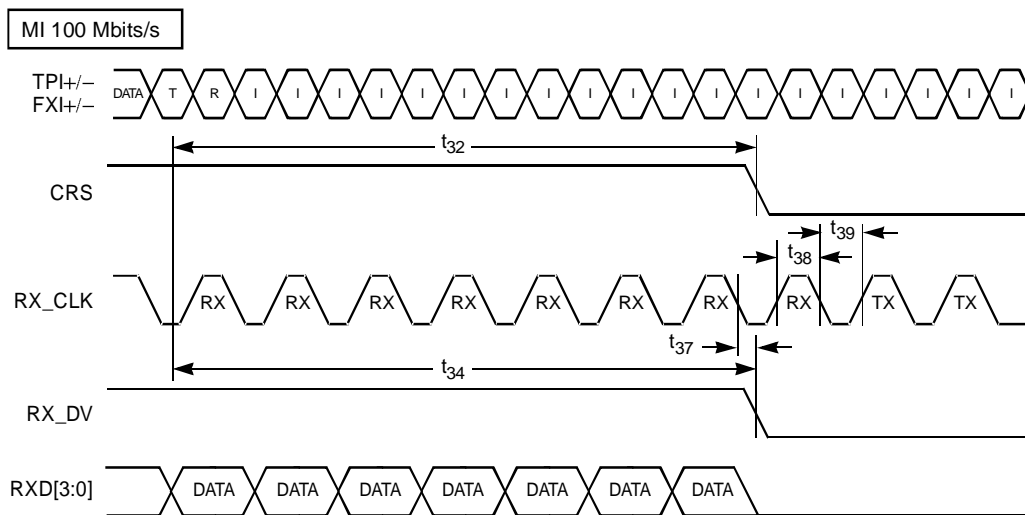 MI 100 Mbits/s
TPI+/−
FXI+/−
DATA T R I I I I I I I I I I I I I I I I I I I
t32
CRS
t39
t38
RX_CLK RX RX RX RX RX RX RX RX TX TX
t37
t34
RX_DV
RXD[3:0] DATA DATA DATA DATA DATA DATA DATA